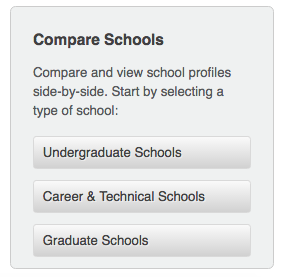 Compare Schools
Compare and view school profiles
side-by-side. Start by selecting a
type of school:
Undergraduate Schools
Career & Technical Schools
Graduate Schools